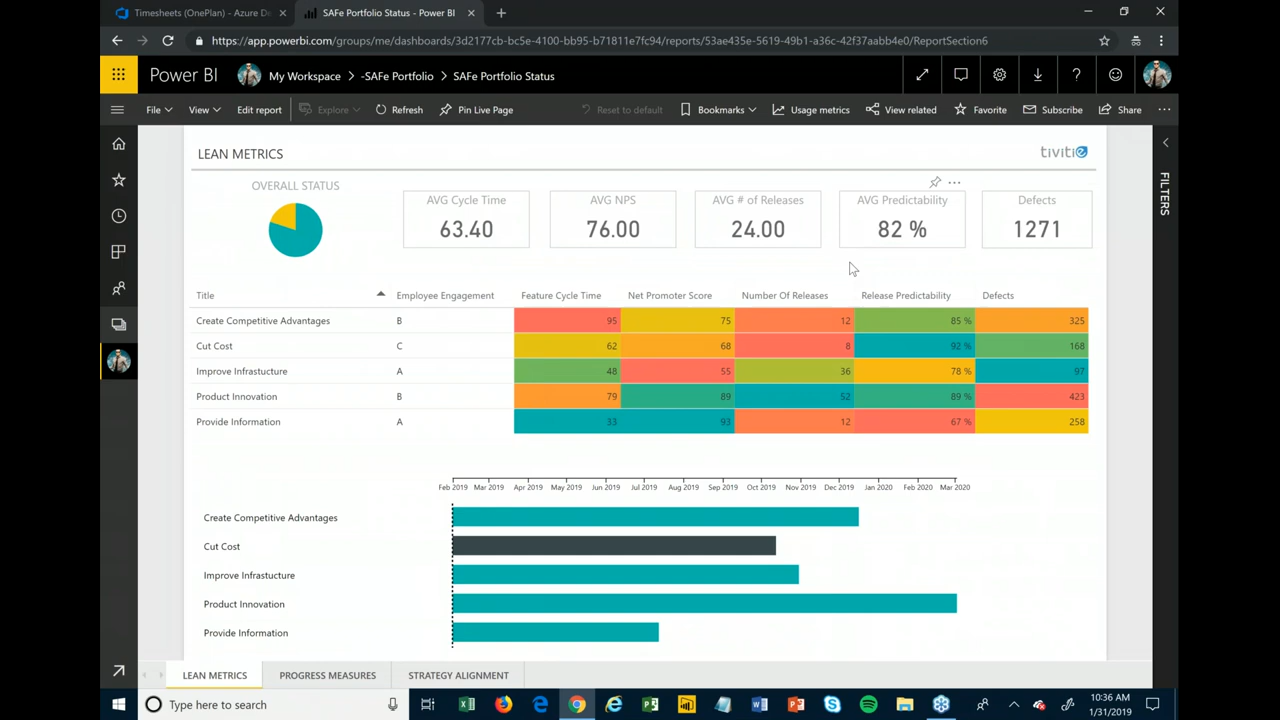 Timesheets (OnePlan) - Azure De
SAFe Portfolio Status - Power BI
https://app.powerbi.com/groups/me/dashboards/3d2177cb-bc5e-4100-bb95-b71811e7fc94/reports/53ae435e-5619-49b1-a36c-42f37aabb4e0/ReportSection6
Power BI My Workspace > -SAFe Portfolio > SAFe Portfolio Status
File View Edit report Explore Refresh Pin Live Page Reset to default Bookmarks Usage metrics View related Favorite Subscribe Share
LEAN METRICS
tivitie
FILTERS
OVERALL STATUS
AVG Cycle Time AVG NPS AVG # of Releases AVG Predictability Defects
63.40 76.00 24.00 82 % 1271
Title Employee Engagement Feature Cycle Time Net Promoter Score Number Of Releases Release Predictability Defects
Create Competitive Advantages B 95 75 12 85 % 325
Cut Cost C 62 68 8 92 % 168
Improve Infrastucture A 48 55 36 78 % 97
Product Innovation B 79 89 52 89 % 423
Provide Information A 33 93 12 67 % 258
Feb 2019 Mar 2019 Apr 2019 May 2019 Jun 2019 Jul 2019 Aug 2019 Sep 2019 Oct 2019 Nov 2019 Dec 2019 Jan 2020 Feb 2020 Mar 2020
Create Competitive Advantages
Cut Cost
Improve Infrastucture
Product Innovation
Provide Information
LEAN METRICS PROGRESS MEASURES STRATEGY ALIGNMENT
Type here to search
10:36 AM
1/31/2019